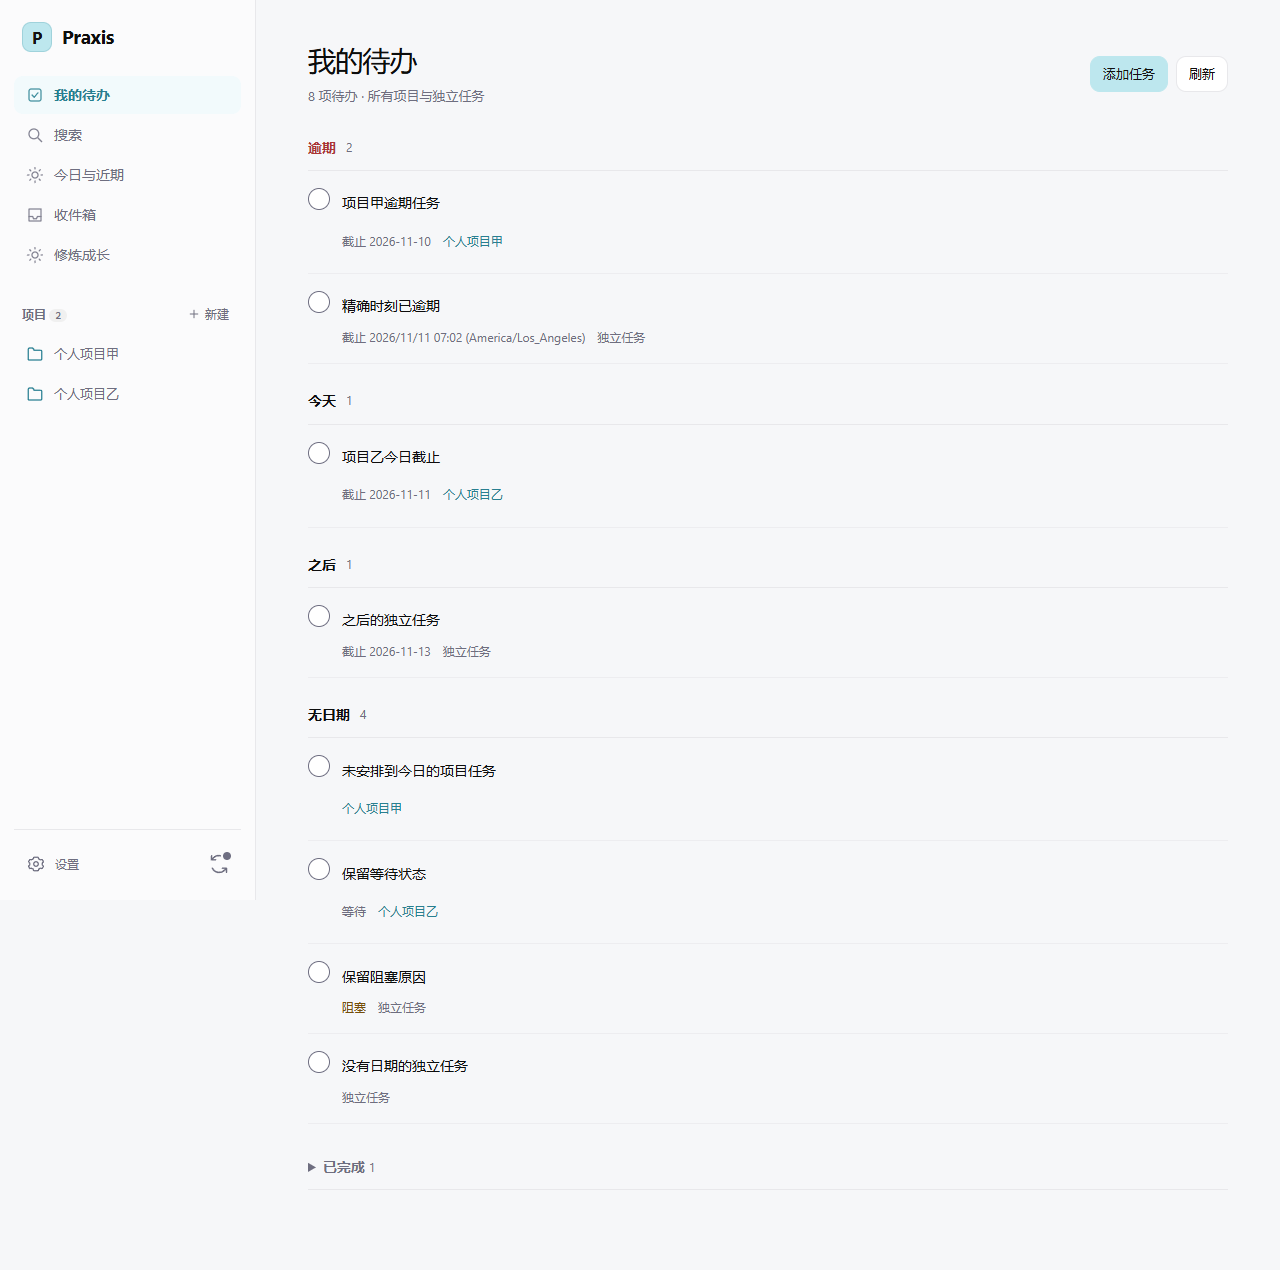 P Praxis
我的待办
搜索
今日与近期
收件箱
修炼成长
项目 2 + 新建
个人项目甲
个人项目乙
设置
我的待办
8 项待办 · 所有项目与独立任务
添加任务 刷新
逾期 2
项目甲逾期任务
截止 2026-11-10 个人项目甲
精确时刻已逾期
截止 2026/11/11 07:02 (America/Los_Angeles) 独立任务
今天 1
项目乙今日截止
截止 2026-11-11 个人项目乙
之后 1
之后的独立任务
截止 2026-11-13 独立任务
无日期 4
未安排到今日的项目任务
个人项目甲
保留等待状态
等待 个人项目乙
保留阻塞原因
阻塞 独立任务
没有日期的独立任务
独立任务
已完成 1